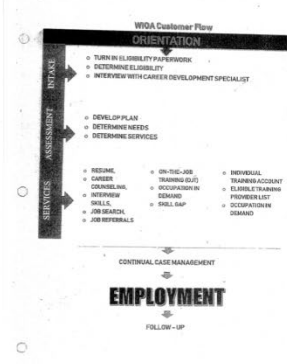 WIOA Customer Flow
ORIENTATION
INTAKE
o TURN IN ELIGIBILITY PAPERWORK
o DETERMINE ELIGIBILITY
o INTERVIEW WITH CAREER DEVELOPMENT SPECIALIST
ASSESSMENT
o DEVELOP PLAN
o DETERMINE NEEDS
o DETERMINE SERVICES
SERVICES
o RESUME,
o CAREER
COUNSELING,
o INTERVIEW
SKILLS,
o JOB SEARCH,
o JOB REFERRALS
o ON-THE-JOB
TRAINING (OJT)
o OCCUPATION IN
DEMAND
o SKILL GAP
o INDIVIDUAL
TRAINING ACCOUNT
o ELIGIBLE TRAINING
PROVIDER LIST
o OCCUPATION IN
DEMAND
CONTINUAL CASE MANAGEMENT
EMPLOYMENT
FOLLOW-UP